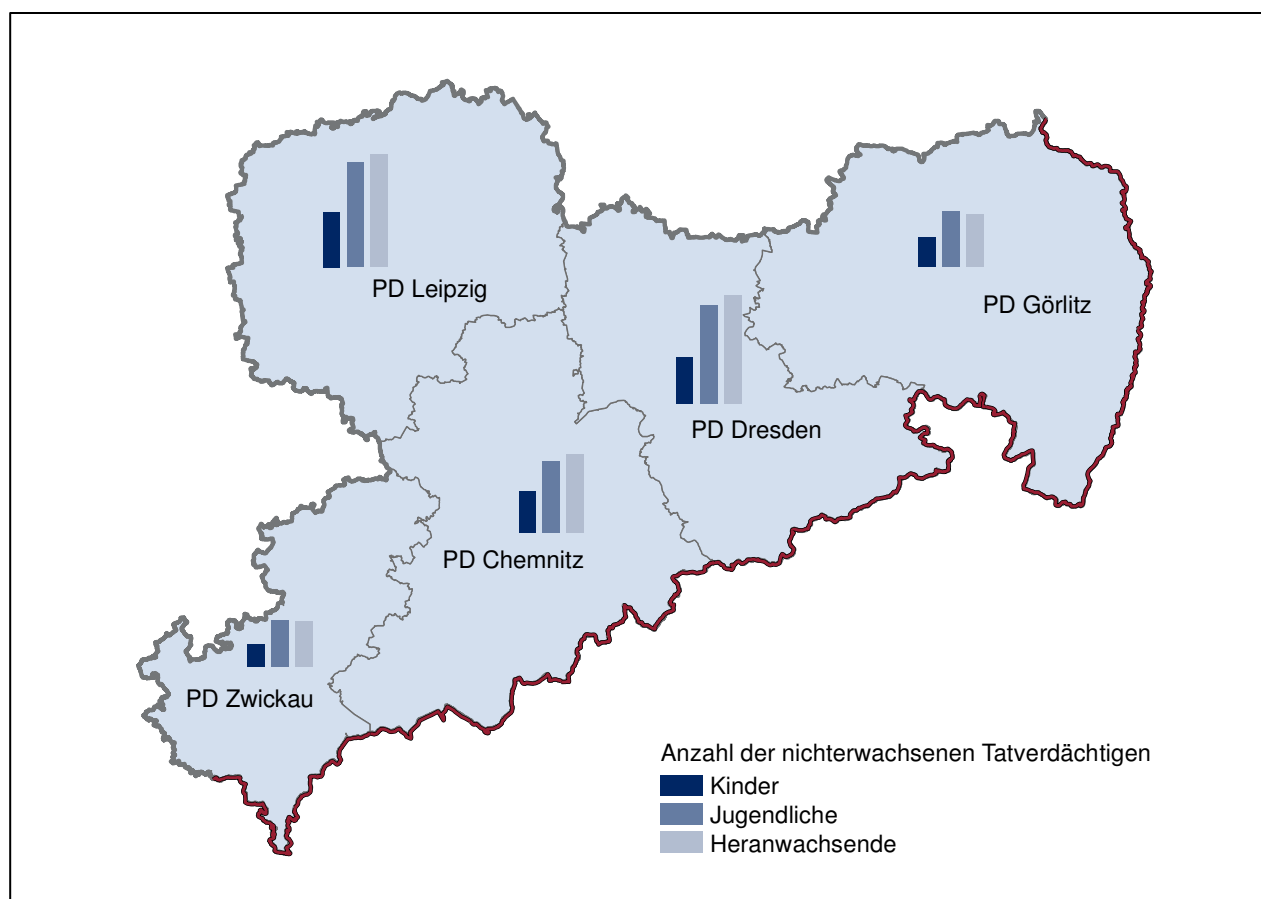 PD Leipzig
PD Görlitz
PD Dresden
PD Chemnitz
PD Zwickau
Anzahl der nichterwachsenen Tatverdächtigen
Kinder
Jugendliche
Heranwachsende